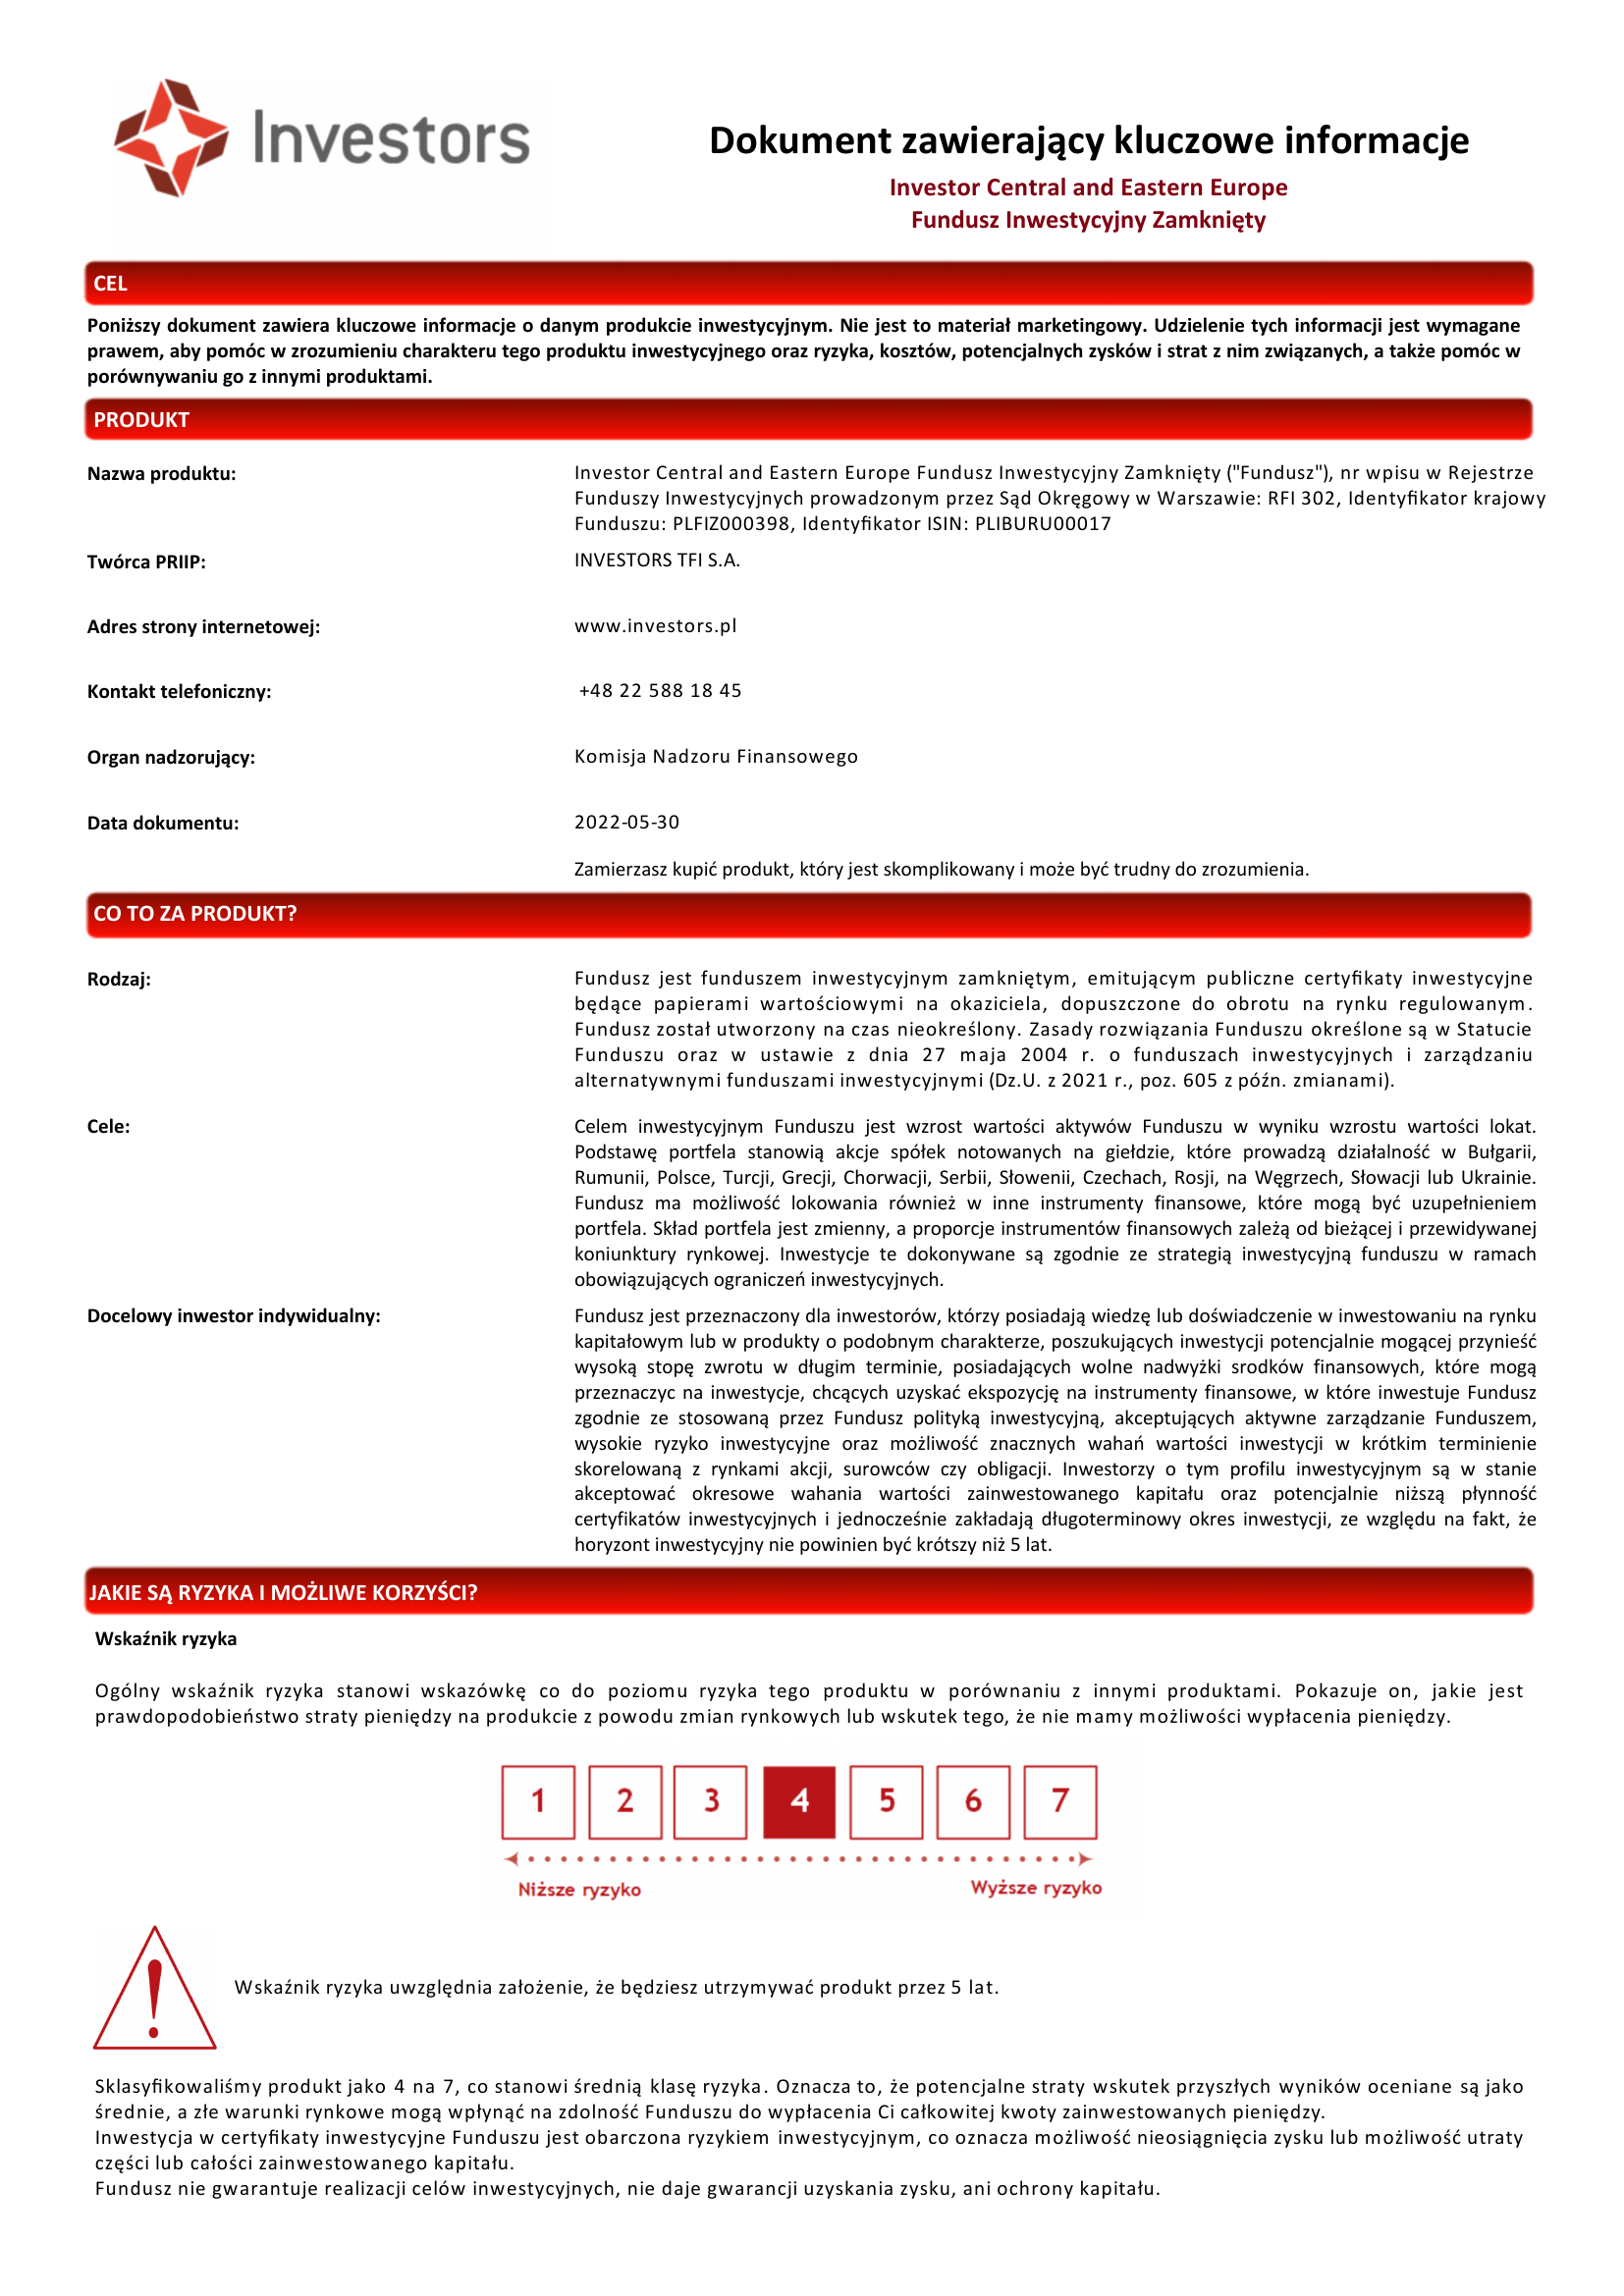 Investors
Dokument zawierający kluczowe informacje
Investor Central and Eastern Europe
Fundusz Inwestycyjny Zamknięty
CEL
Poniższy dokument zawiera kluczowe informacje o danym produkcie inwestycyjnym. Nie jest to materiał marketingowy. Udzielenie tych informacji jest wymagane
prawem, aby pomóc w zrozumieniu charakteru tego produktu inwestycyjnego oraz ryzyka, kosztów, potencjalnych zysków i strat z nim związanych, a także pomóc w
porównywaniu go z innymi produktami.
PRODUKT
Nazwa produktu:
Investor Central and Eastern Europe Fundusz Inwestycyjny Zamknięty ("Fundusz"), nr wpisu w Rejestrze
Funduszy Inwestycyjnych prowadzonym przez Sąd Okręgowy w Warszawie: RFI 302, Identyfikator krajowy
Funduszu: PLFIZ000398, Identyfikator ISIN: PLIBURU00017
Twórca PRIIP:
INVESTORS TFI S.A.
Adres strony internetowej:
www.investors.pl
Kontakt telefoniczny:
+48 22 588 18 45
Organ nadzorujący:
Komisja Nadzoru Finansowego
Data dokumentu:
2022-05-30
Zamierzasz kupić produkt, który jest skomplikowany i może być trudny do zrozumienia.
CO TO ZA PRODUKT?
Rodzaj:
Fundusz jest funduszem inwestycyjnym zamkniętym, emitującym publiczne certyfikaty inwestycyjne
będące papierami wartościowymi na okaziciela, dopuszczone do obrotu na rynku regulowanym.
Fundusz został utworzony na czas nieokreślony. Zasady rozwiązania Funduszu określone są w Statucie
Funduszu oraz w ustawie z dnia 27 maja 2004 r. o funduszach inwestycyjnych i zarządzaniu
alternatywnymi funduszami inwestycyjnymi (Dz.U. z 2021 r., poz. 605 z późn. zmianami).
Cele:
Celem inwestycyjnym Funduszu jest wzrost wartości aktywów Funduszu w wyniku wzrostu wartości lokat.
Podstawę portfela stanowią akcje spółek notowanych na giełdzie, które prowadzą działalność w Bułgarii,
Rumunii, Polsce, Turcji, Grecji, Chorwacji, Serbii, Słowenii, Czechach, Rosji, na Węgrzech, Słowacji lub Ukrainie.
Fundusz ma możliwość lokowania również w inne instrumenty finansowe, które mogą być uzupełnieniem
portfela. Skład portfela jest zmienny, a proporcje instrumentów finansowych zależą od bieżącej i przewidywanej
koniunktury rynkowej. Inwestycje te dokonywane są zgodnie ze strategią inwestycyjną funduszu w ramach
obowiązujących ograniczeń inwestycyjnych.
Docelowy inwestor indywidualny:
Fundusz jest przeznaczony dla inwestorów, którzy posiadają wiedzę lub doświadczenie w inwestowaniu na rynku
kapitałowym lub w produkty o podobnym charakterze, poszukujących inwestycji potencjalnie mogącej przynieść
wysoką stopę zwrotu w długim terminie, posiadających wolne nadwyżki srodków finansowych, które mogą
przeznaczyc na inwestycje, chcących uzyskać ekspozycję na instrumenty finansowe, w które inwestuje Fundusz
zgodnie ze stosowaną przez Fundusz polityką inwestycyjną, akceptujących aktywne zarządzanie Funduszem,
wysokie ryzyko inwestycyjne oraz możliwość znacznych wahań wartości inwestycji w krótkim terminienie
skorelowaną z rynkami akcji, surowców czy obligacji. Inwestorzy o tym profilu inwestycyjnym są w stanie
akceptować okresowe wahania wartości zainwestowanego kapitału oraz potencjalnie niższą płynność
certyfikatów inwestycyjnych i jednocześnie zakładają długoterminowy okres inwestycji, ze względu na fakt, że
horyzont inwestycyjny nie powinien być krótszy niż 5 lat.
JAKIE SĄ RYZYKA I MOŻLIWE KORZYŚCI?
Wskaźnik ryzyka
Ogólny wskaźnik ryzyka stanowi wskazówkę co do poziomu ryzyka tego produktu w porównaniu z innymi produktami. Pokazuje on, jakie jest
prawdopodobieństwo straty pieniędzy na produkcie z powodu zmian rynkowych lub wskutek tego, że nie mamy możliwości wypłacenia pieniędzy.
1 2 3 4 5 6 7
Niższe ryzyko Wyższe ryzyko
Wskaźnik ryzyka uwzględnia założenie, że będziesz utrzymywać produkt przez 5 lat.
Sklasyfikowaliśmy produkt jako 4 na 7, co stanowi średnią klasę ryzyka. Oznacza to, że potencjalne straty wskutek przyszłych wyników oceniane są jako
średnie, a złe warunki rynkowe mogą wpłynąć na zdolność Funduszu do wypłacenia Ci całkowitej kwoty zainwestowanych pieniędzy.
Inwestycja w certyfikaty inwestycyjne Funduszu jest obarczona ryzykiem inwestycyjnym, co oznacza możliwość nieosiągnięcia zysku lub możliwość utraty
części lub całości zainwestowanego kapitału.
Fundusz nie gwarantuje realizacji celów inwestycyjnych, nie daje gwarancji uzyskania zysku, ani ochrony kapitału.